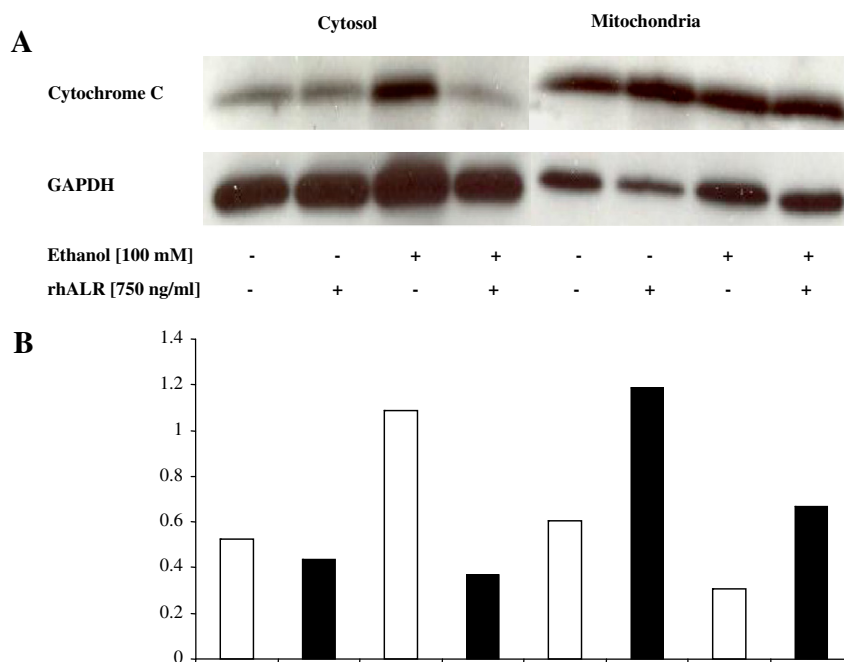 Cytosol Mitochondria
A
Cytochrome C
GAPDH
Ethanol [100 mM] - - + + - - + +
rhALR [750 ng/ml] - + - + - + - +
B
1.4
1.2
1
0.8
0.6
0.4
0.2
0